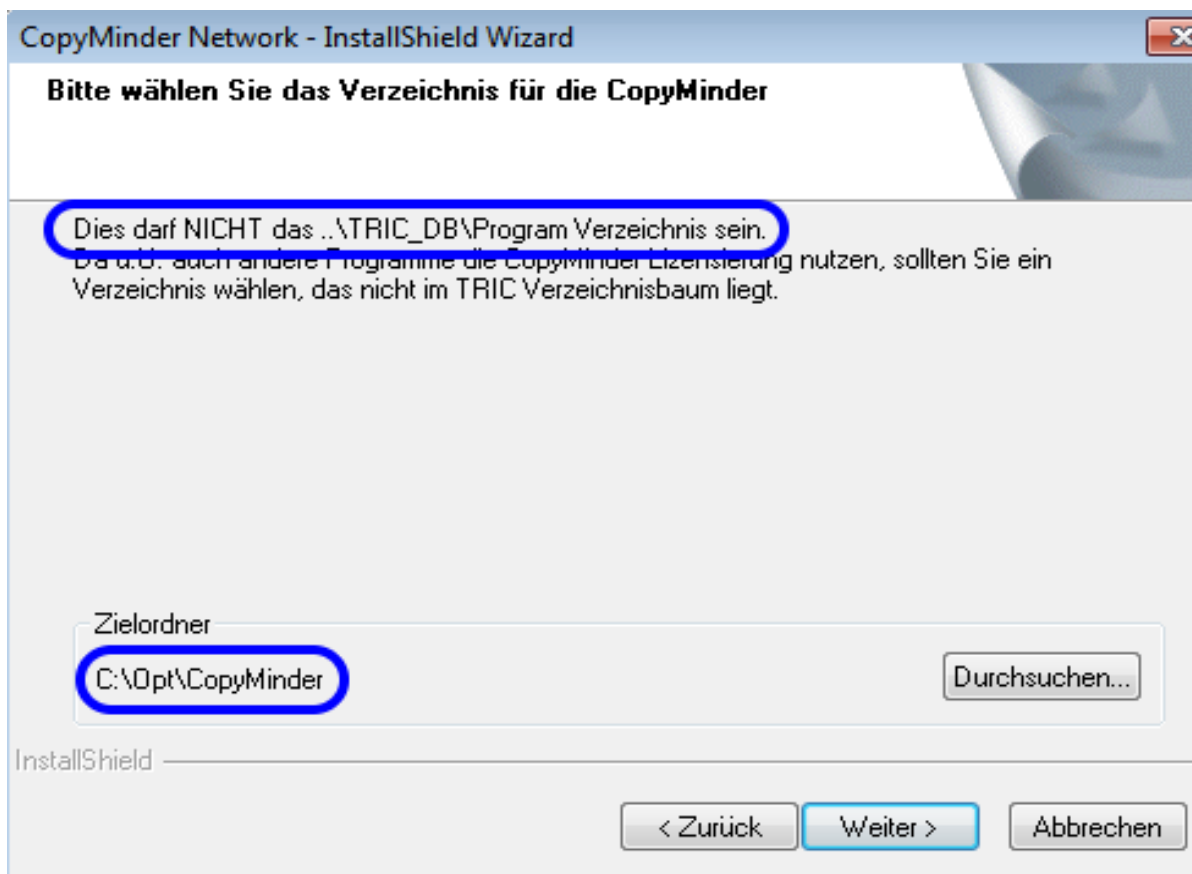 CopyMinder Network - InstallShield Wizard
Bitte wählen Sie das Verzeichnis für die CopyMinder
Dies darf NICHT das ..\TRIC_DB\Program Verzeichnis sein.
Da u.U. auch andere Programme die CopyMinder Lizensierung nutzen, sollten Sie ein
Verzeichnis wählen, das nicht im TRIC Verzeichnisbaum liegt.
Zielordner
C:\Opt\CopyMinder
Durchsuchen...
InstallShield
< Zurück
Weiter >
Abbrechen